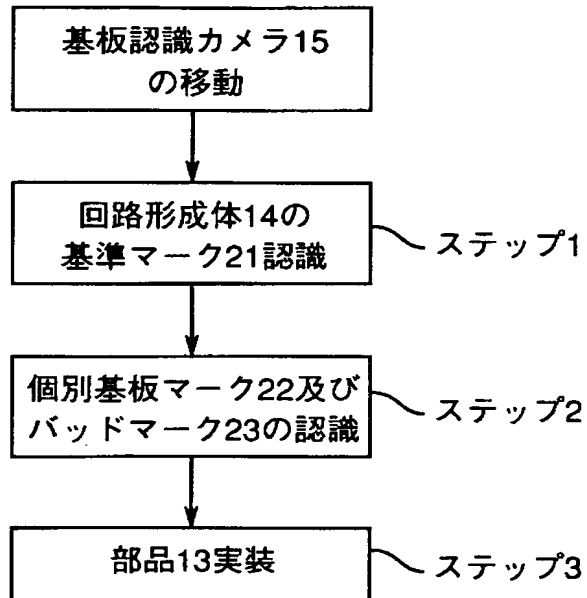 基板認識カメラ15
の移動
回路形成体14の
基準マーク21認識
ステップ1
個別基板マーク22及び
バッドマーク23の認識
ステップ2
部品13実装
ステップ3